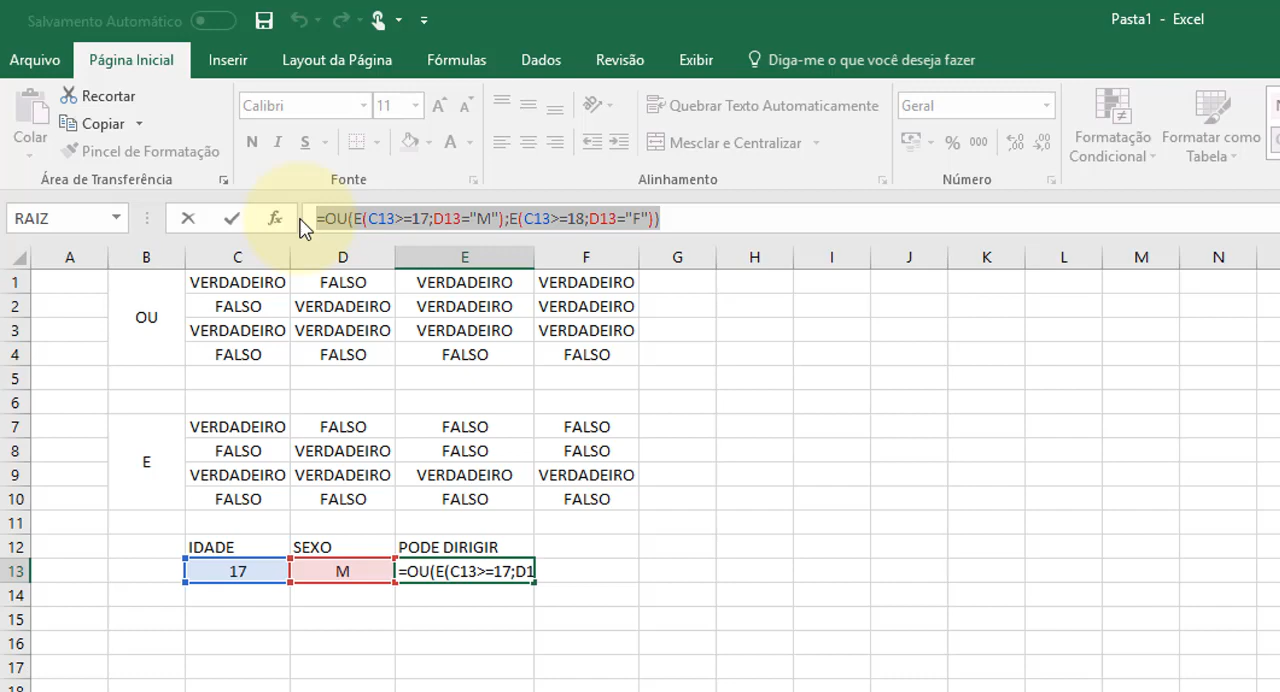 Salvamento Automático
Pasta1 - Excel
Arquivo Página Inicial Inserir Layout da Página Fórmulas Dados Revisão Exibir Diga-me o que você deseja fazer
Colar
Recortar
Copiar
Pincel de Formatação
Área de Transferência
Calibri 11
N I S
Fonte
Quebrar Texto Automaticamente
Mesclar e Centralizar
Alinhamento
Geral
% 000
Número
Formatação Condicional
Formatar como Tabela
RAIZ fx =OU(E(C13>=17;D13="M");E(C13>=18;D13="F"))
A B C D E F G H I J K L M N
1 VERDADEIRO FALSO VERDADEIRO VERDADEIRO
2 FALSO VERDADEIRO VERDADEIRO VERDADEIRO
OU
3 VERDADEIRO VERDADEIRO VERDADEIRO VERDADEIRO
4 FALSO FALSO FALSO FALSO
5
6
7 VERDADEIRO FALSO FALSO FALSO
8 FALSO VERDADEIRO FALSO FALSO
E
9 VERDADEIRO VERDADEIRO VERDADEIRO VERDADEIRO
10 FALSO FALSO FALSO FALSO
11
12 IDADE SEXO PODE DIRIGIR
13 17 M =OU(E(C13>=17;D1
14
15
16
17
18